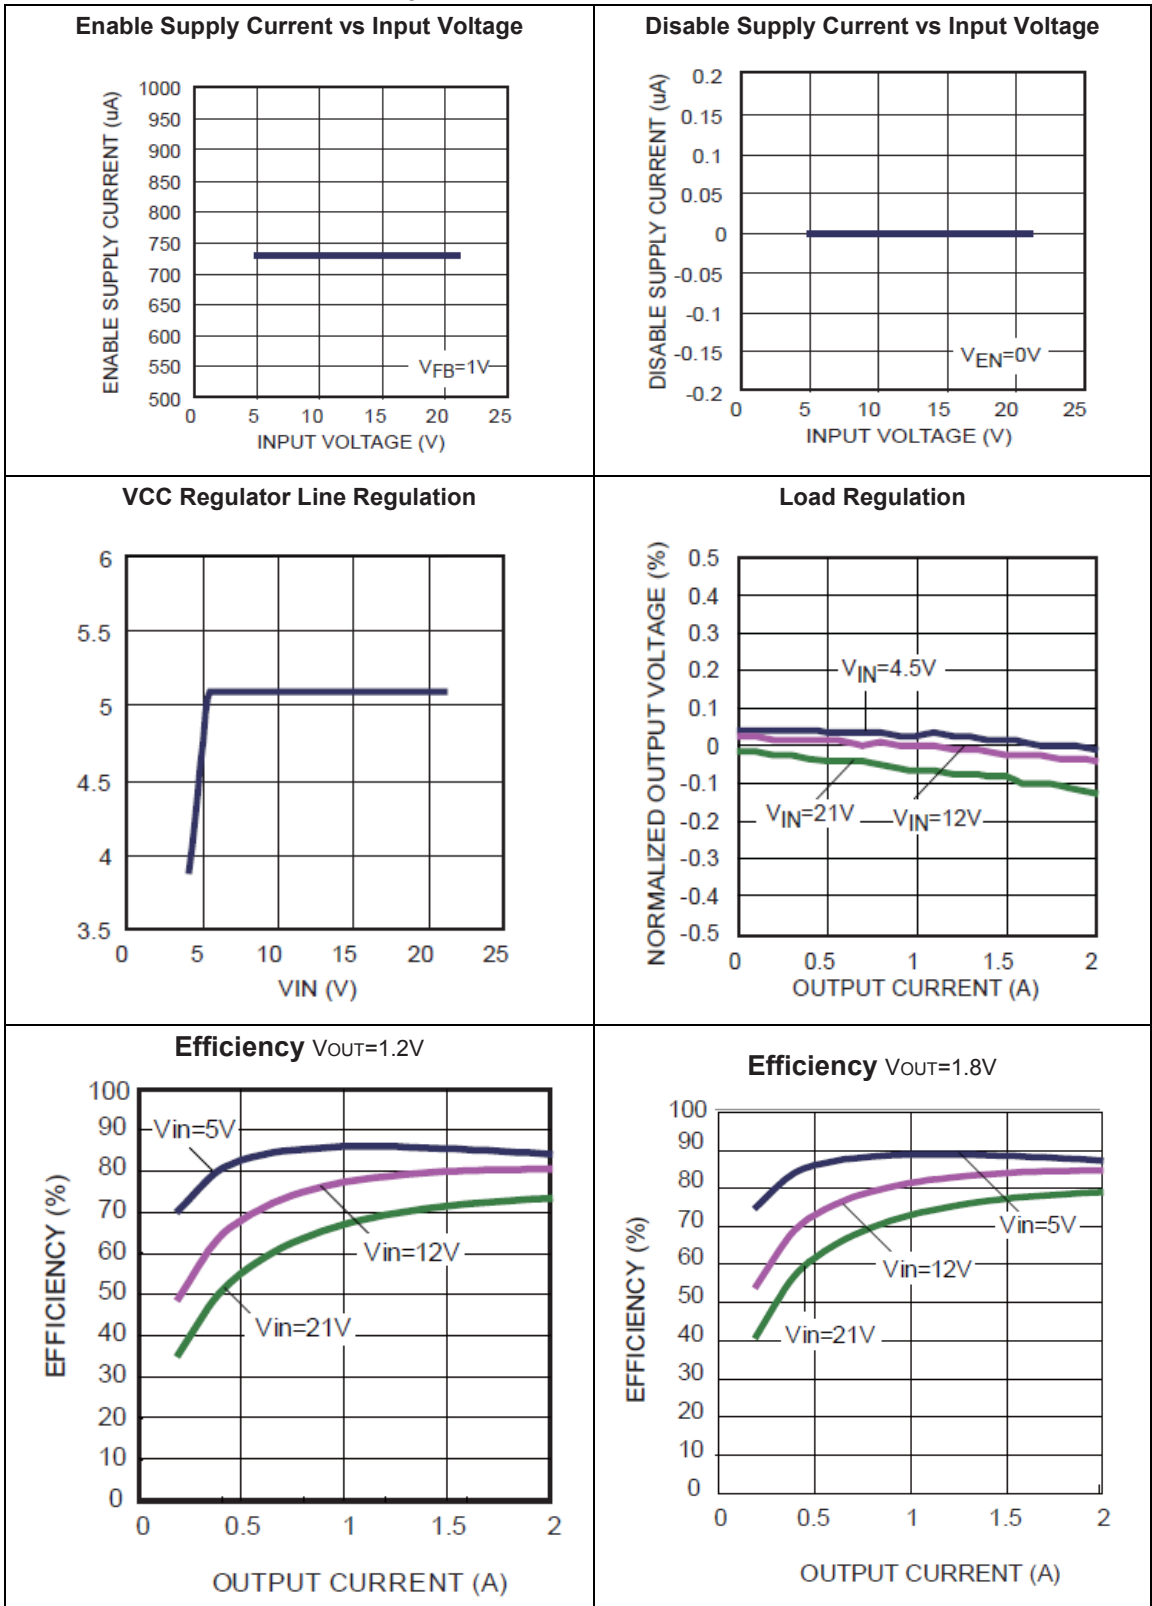 Enable Supply Current vs Input Voltage
ENABLE SUPPLY CURRENT (uA)
1000
950
900
850
800
750
700
650
600
550
500
VFB=1V
0 5 10 15 20 25
INPUT VOLTAGE (V)
Disable Supply Current vs Input Voltage
DISABLE SUPPLY CURRENT (uA)
0.2
0.15
0.1
0.05
0
-0.05
-0.1
-0.15
-0.2
VEN=0V
0 5 10 15 20 25
INPUT VOLTAGE (V)
VCC Regulator Line Regulation
6
5.5
5
4.5
4
3.5
0 5 10 15 20 25
VIN (V)
Load Regulation
NORMALIZED OUTPUT VOLTAGE (%)
0.5
0.4
0.3
0.2
0.1
0
-0.1
-0.2
-0.3
-0.4
-0.5
VIN=4.5V
VIN=21V
VIN=12V
0 0.5 1 1.5 2
OUTPUT CURRENT (A)
Efficiency VOUT=1.2V
EFFICIENCY (%)
100
90
80
70
60
50
40
30
20
10
0
Vin=5V
Vin=12V
Vin=21V
0 0.5 1 1.5 2
OUTPUT CURRENT (A)
Efficiency VOUT=1.8V
EFFICIENCY (%)
100
90
80
70
60
50
40
30
20
10
0
Vin=5V
Vin=12V
Vin=21V
0 0.5 1 1.5 2
OUTPUT CURRENT (A)